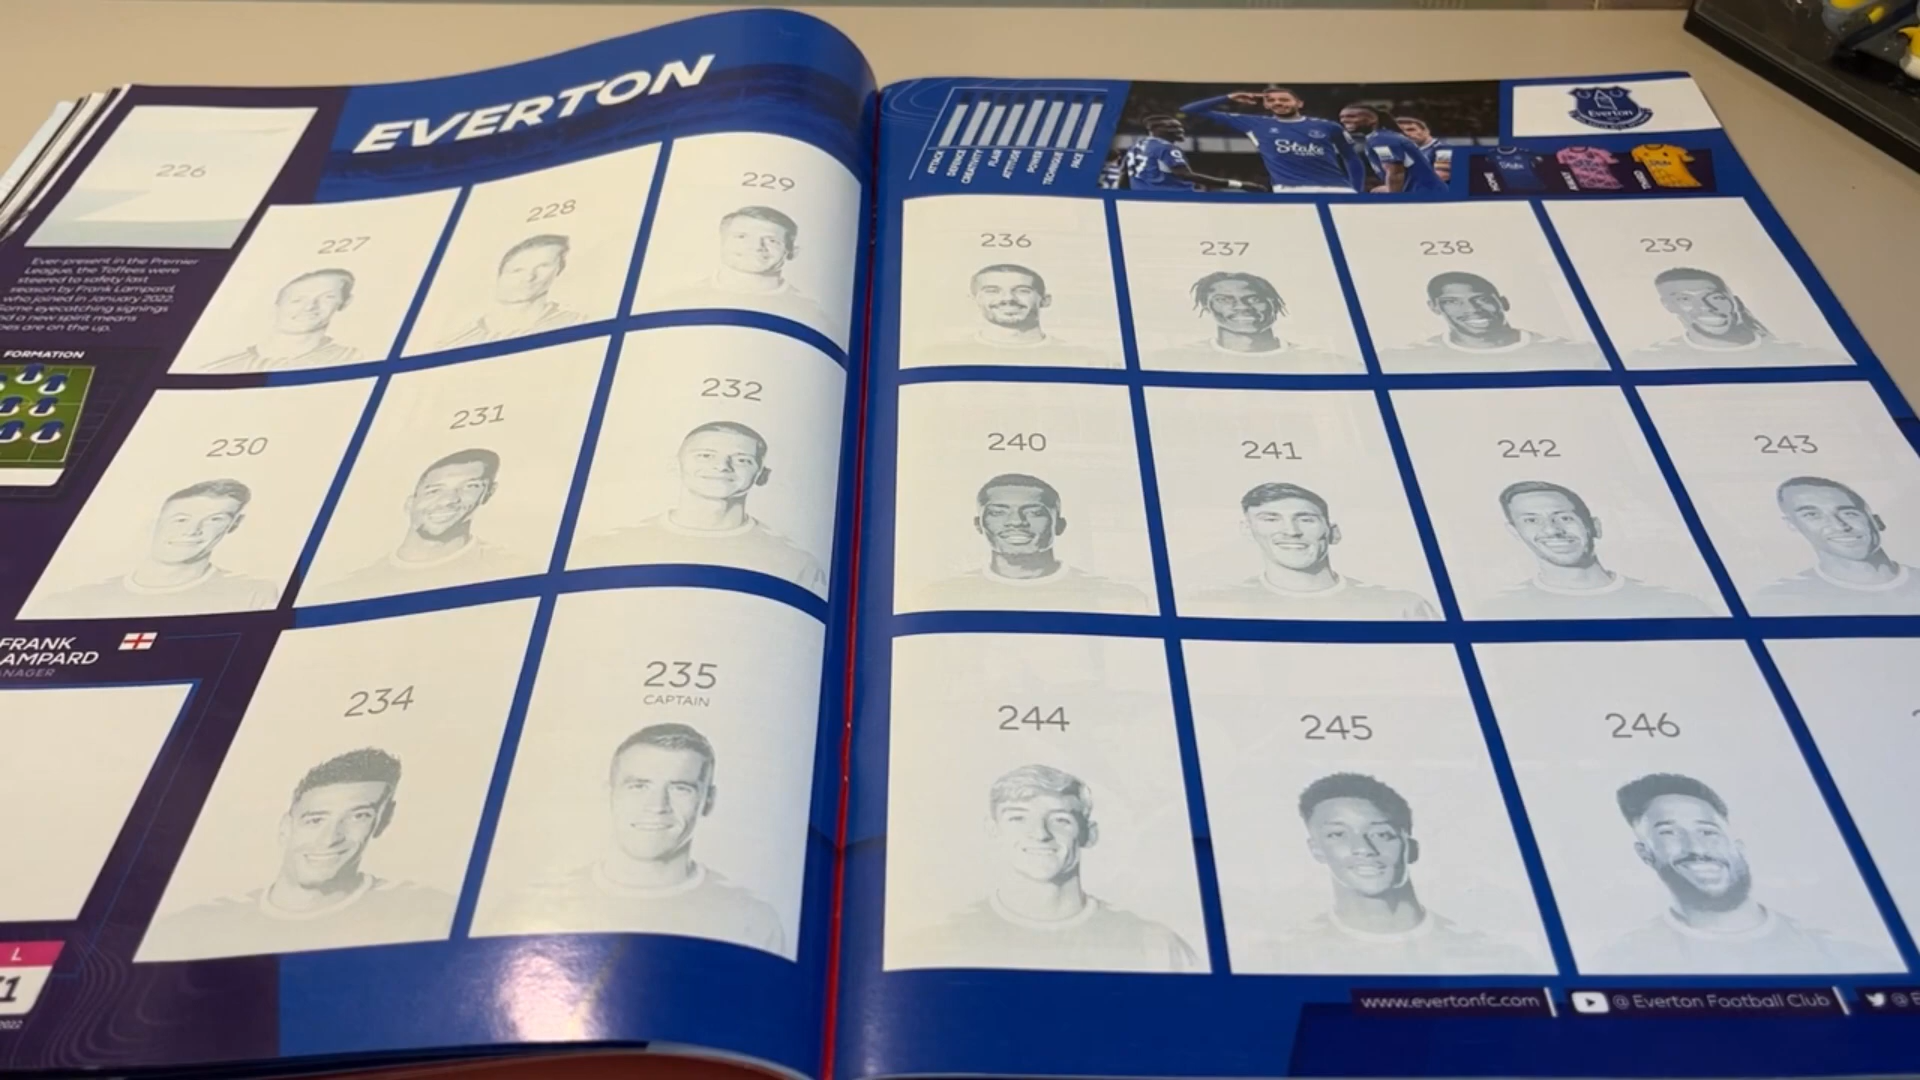 EVERTON
226
227
228
229
Ever-present in the Premier
League, the Toffees were
steered to safety last
season by Frank Lampard,
who joined in January 2022.
Some eyecatching signings
and a new spirit means
are on the up.
FORMATION
230
231
232
FRANK
LAMPARD
MANAGER
234
235
CAPTAIN
L
2022
ATTACK
DEFENCE
CREATIVITY
FLAIR
ATTITUDE
POWER
TECHNIQUE
PACE
Stake
Everton
HOME
AWAY
THIRD
236
237
238
239
240
241
242
243
244
245
246
www.evertonfc.com
@ Everton Football Club
@